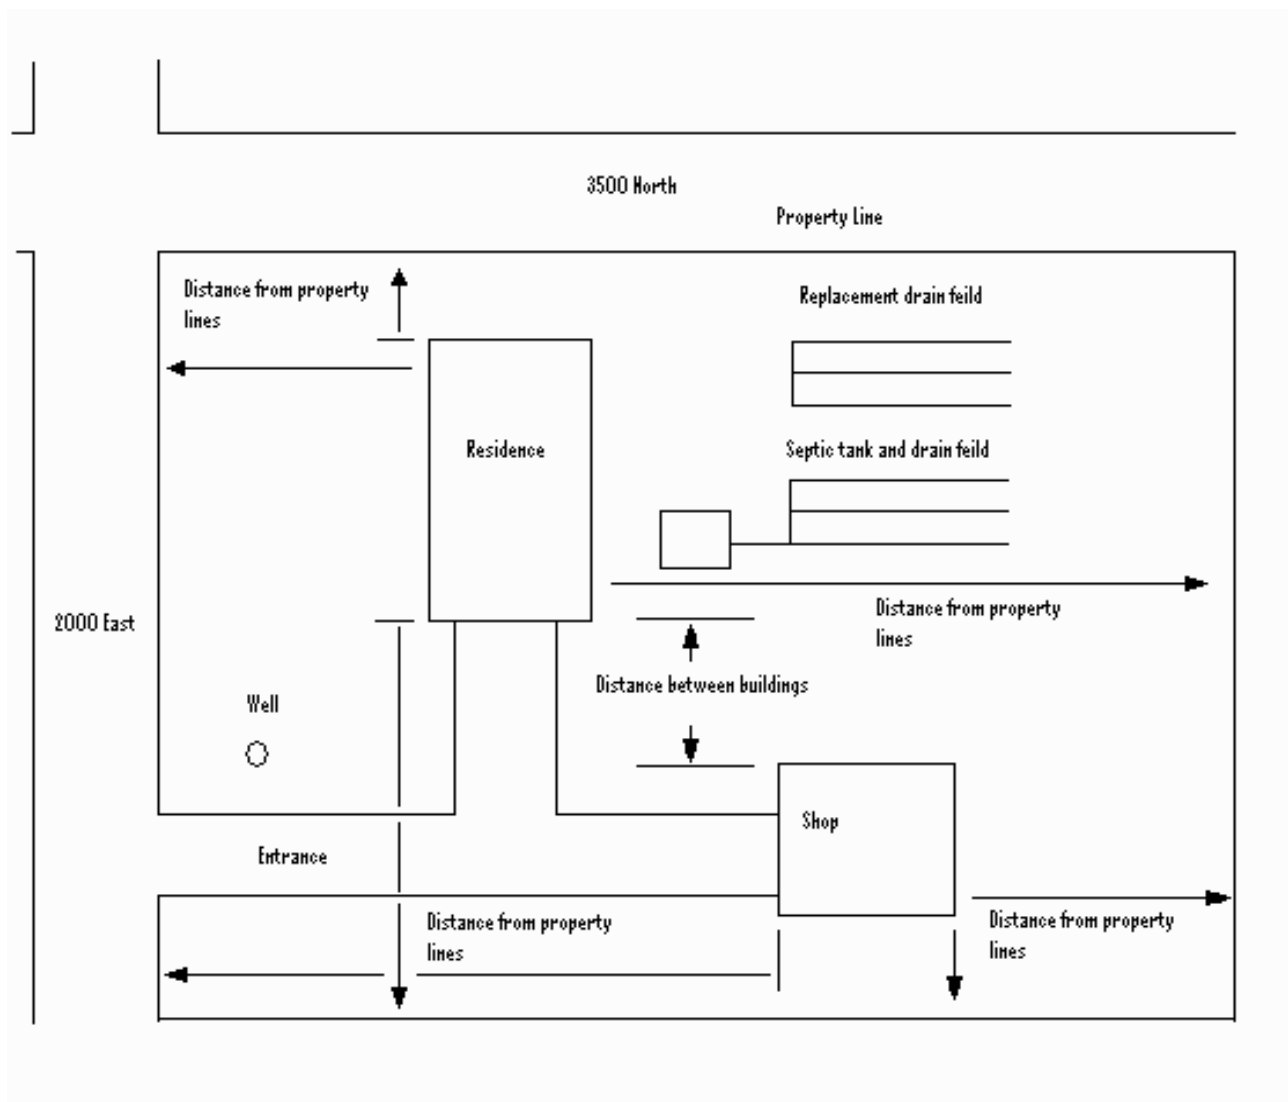 3500 North
Property Line
Distance from property
lines
Replacement drain feild
Residence
Septic tank and drain feild
2000 East
Distance from property
lines
Distance between buildings
Well
Shop
Entrance
Distance from property
lines
Distance from property
lines